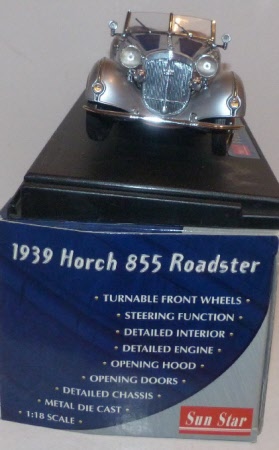 1939 Horch 855 Roadster
• TURNABLE FRONT WHEELS •
• STEERING FUNCTION •
• DETAILED INTERIOR •
• DETAILED ENGINE •
• OPENING HOOD •
• OPENING DOORS •
• DETAILED CHASSIS •
• METAL DIE CAST •
• 1:18 SCALE •
Sun Star